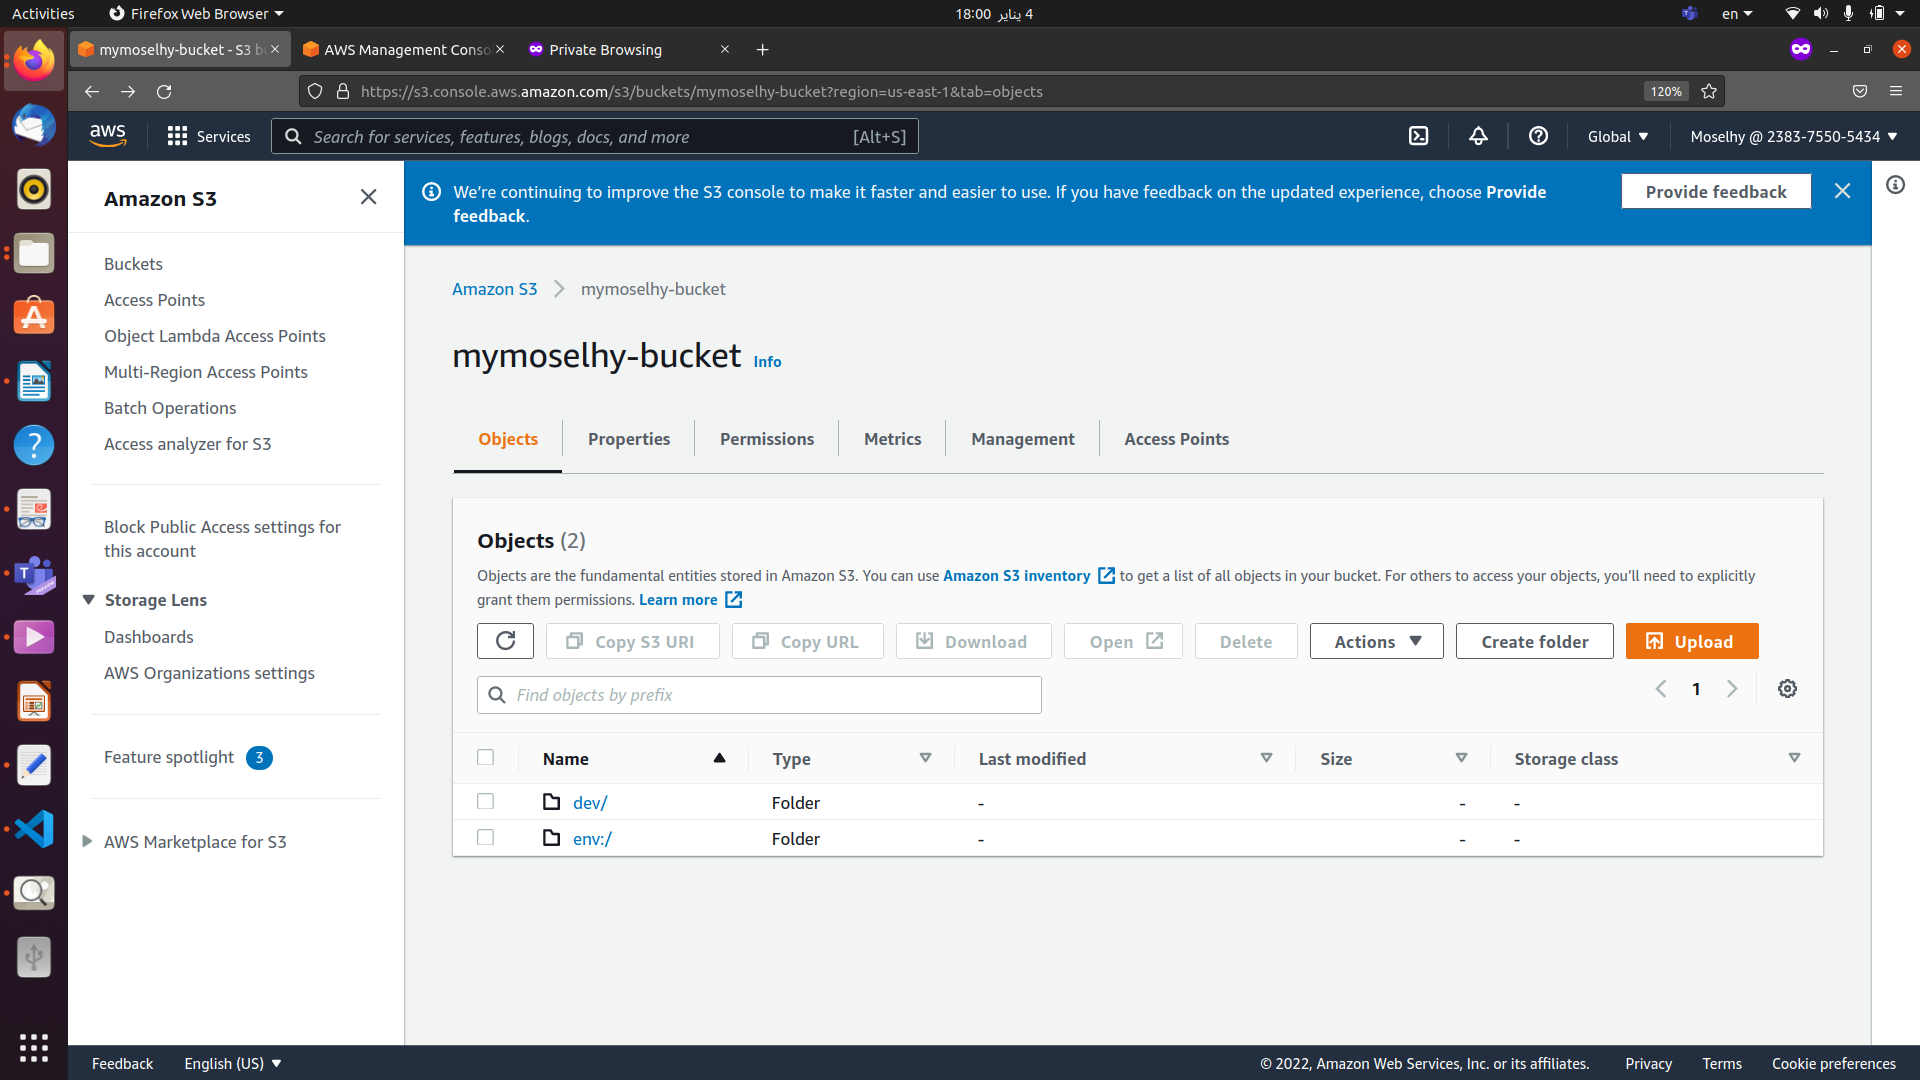 Activities
Firefox Web Browser
4 يناير 18:00
en
mymoselhy-bucket - S3 bu
AWS Management Conso
Private Browsing
https://s3.console.aws.amazon.com/s3/buckets/mymoselhy-bucket?region=us-east-1&tab=objects
120%
aws
Services
Search for services, features, blogs, docs, and more
[Alt+S]
Global
Moselhy @ 2383-7550-5434
Amazon S3
Buckets
Access Points
Object Lambda Access Points
Multi-Region Access Points
Batch Operations
Access analyzer for S3
Block Public Access settings for
this account
Storage Lens
Dashboards
AWS Organizations settings
Feature spotlight 3
AWS Marketplace for S3
We're continuing to improve the S3 console to make it faster and easier to use. If you have feedback on the updated experience, choose Provide
feedback.
Provide feedback
Amazon S3 > mymoselhy-bucket
mymoselhy-bucket Info
Objects
Properties
Permissions
Metrics
Management
Access Points
Objects (2)
Objects are the fundamental entities stored in Amazon S3. You can use Amazon S3 inventory to get a list of all objects in your bucket. For others to access your objects, you'll need to explicitly
grant them permissions. Learn more
Copy S3 URI
Copy URL
Download
Open
Delete
Actions
Create folder
Upload
Find objects by prefix
1
Name Type Last modified Size Storage class
dev/ Folder - - -
env:/ Folder - - -
Feedback
English (US)
© 2022, Amazon Web Services, Inc. or its affiliates.
Privacy
Terms
Cookie preferences